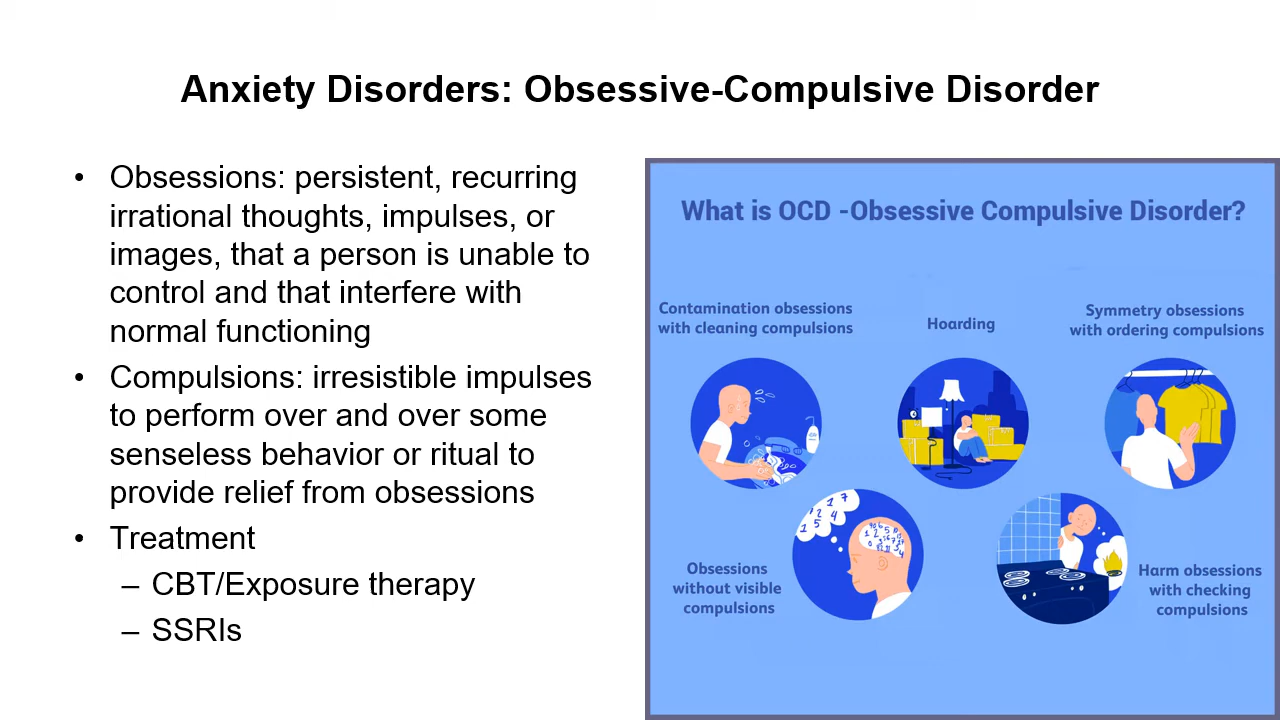 Anxiety Disorders: Obsessive-Compulsive Disorder
• Obsessions: persistent, recurring
irrational thoughts, impulses, or
images, that a person is unable to
control and that interfere with
normal functioning
• Compulsions: irresistible impulses
to perform over and over some
senseless behavior or ritual to
provide relief from obsessions
• Treatment
– CBT/Exposure therapy
– SSRIs
What is OCD -Obsessive Compulsive Disorder?
Contamination obsessions
with cleaning compulsions
Hoarding
Symmetry obsessions
with ordering compulsions
Obsessions
without visible
compulsions
Harm obsessions
with checking
compulsions